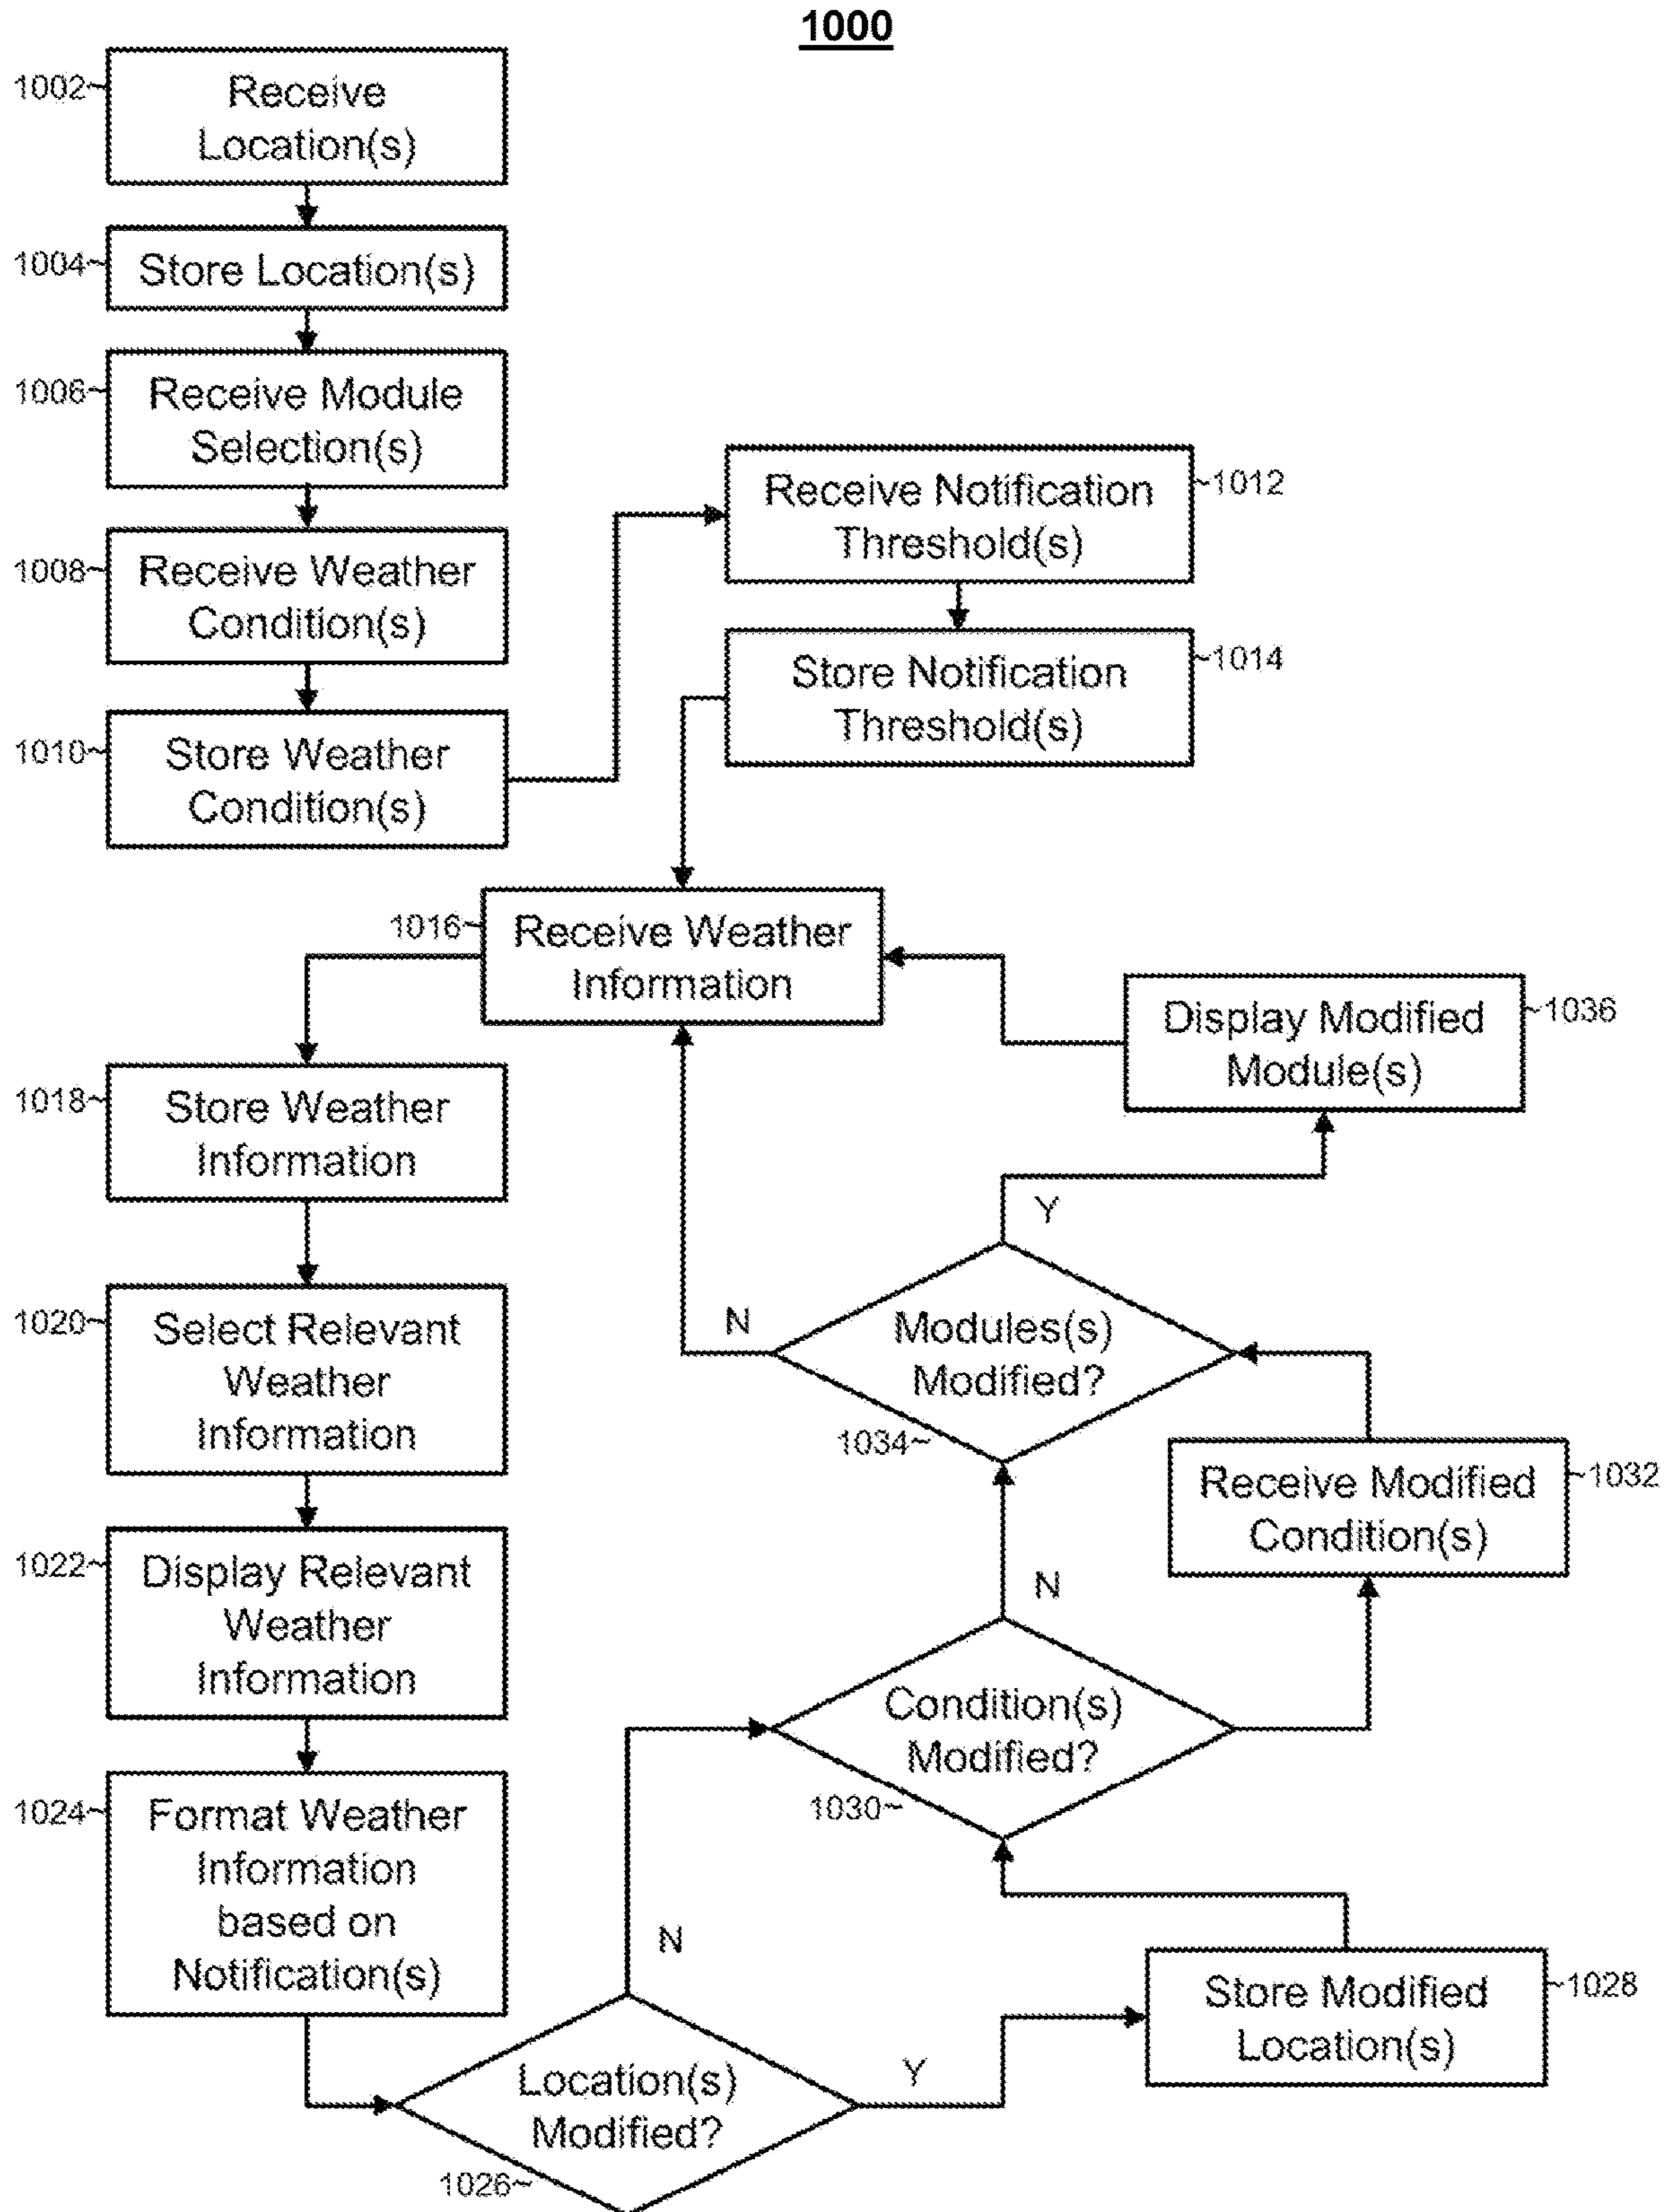 1000
1002
Receive
Location(s)
1004
Store Location(s)
1006
Receive Module
Selection(s)
1008
Receive Weather
Condition(s)
1010
Store Weather
Condition(s)
Receive Notification
Threshold(s)
1012
Store Notification
Threshold(s)
1014
1016
Receive Weather
Information
1018
Store Weather
Information
1020
Select Relevant
Weather
Information
1022
Display Relevant
Weather
Information
1024
Format Weather
Information
based on
Notification(s)
Location(s)
Modified?
1026
N
Y
Store Modified
Location(s)
1028
Condition(s)
Modified?
1030
N
Receive Modified
Condition(s)
1032
Modules(s)
Modified?
1034
N
Y
Display Modified
Module(s)
1036